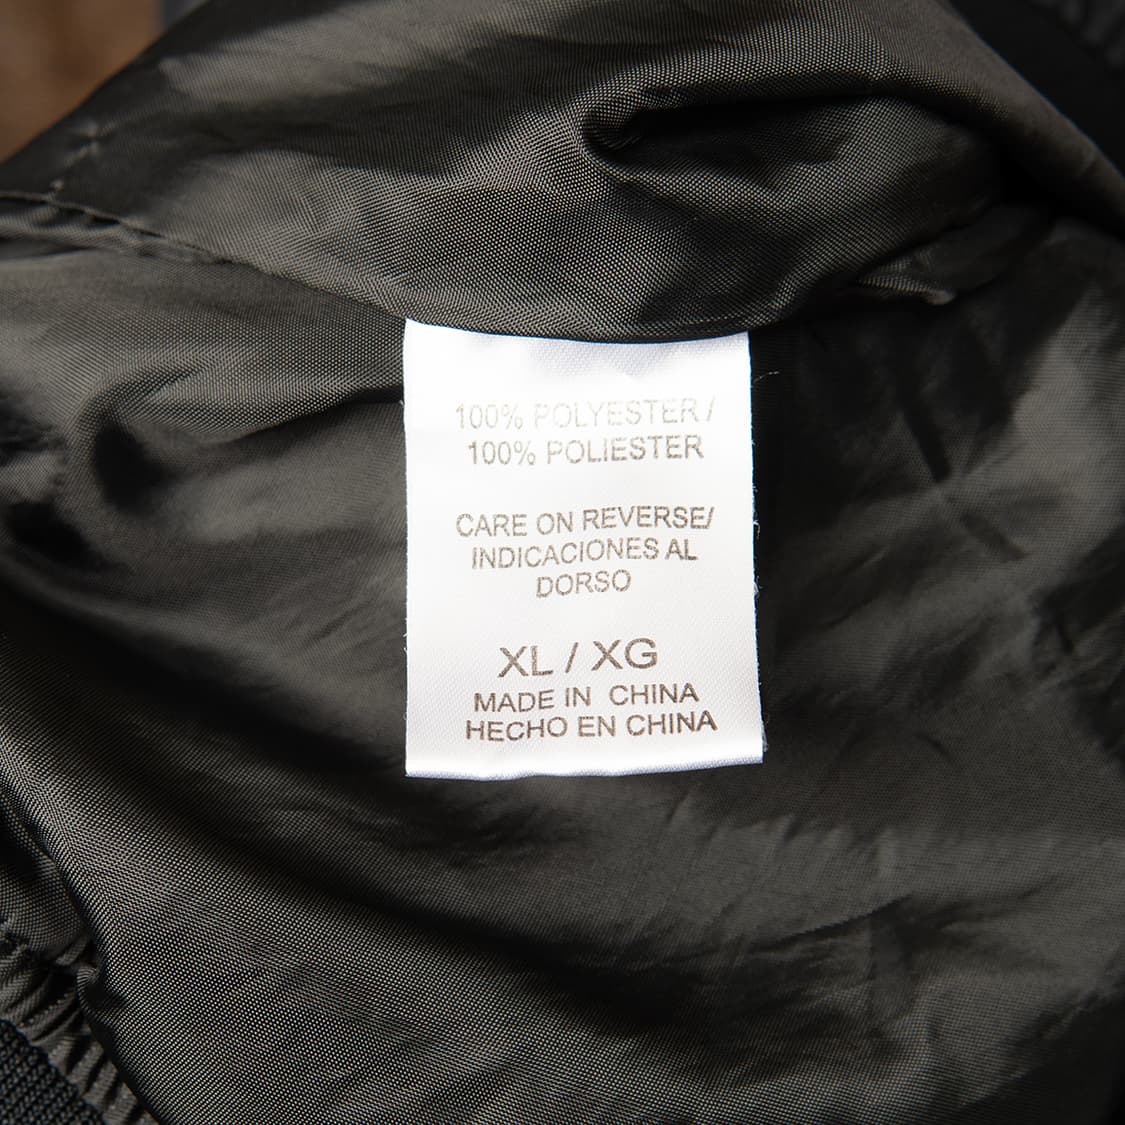 100% POLYESTER /
100% POLIESTER
CARE ON REVERSE/
INDICACIONES AL
DORSO
XL / XG
MADE IN CHINA
HECHO EN CHINA